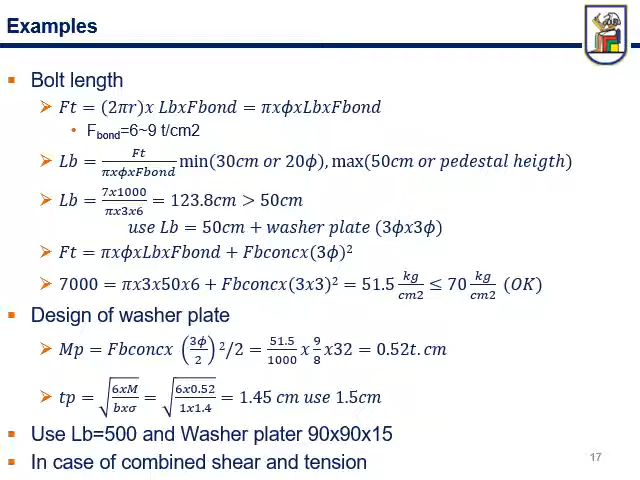 Examples
▪ Bolt length
➤ Ft = (2πr)x LbxFbond = πxϕxLbxFbond
• Fbond=6~9 t/cm2
➤ Lb = Ft/πxϕxFbond min(30cm or 20ϕ), max(50cm or pedestal heigth)
➤ Lb = 7x1000/πx3x6 = 123.8cm > 50cm
use Lb = 50cm + washer plate (3ϕx3ϕ)
➤ Ft = πxϕxLbxFbond + Fbconcx(3ϕ)²
➤ 7000 = πx3x50x6 + Fbconcx(3x3)² = 51.5 kg/cm2 ≤ 70 kg/cm2 (OK)
▪ Design of washer plate
➤ Mp = Fbconcx (3ϕ/2)²/2 = 51.5/1000 x 9/8 x32 = 0.52t.cm
➤ tp = √(6xM/bxσ) = √(6x0.52/1x1.4) = 1.45 cm use 1.5cm
▪ Use Lb=500 and Washer plater 90x90x15
▪ In case of combined shear and tension
17